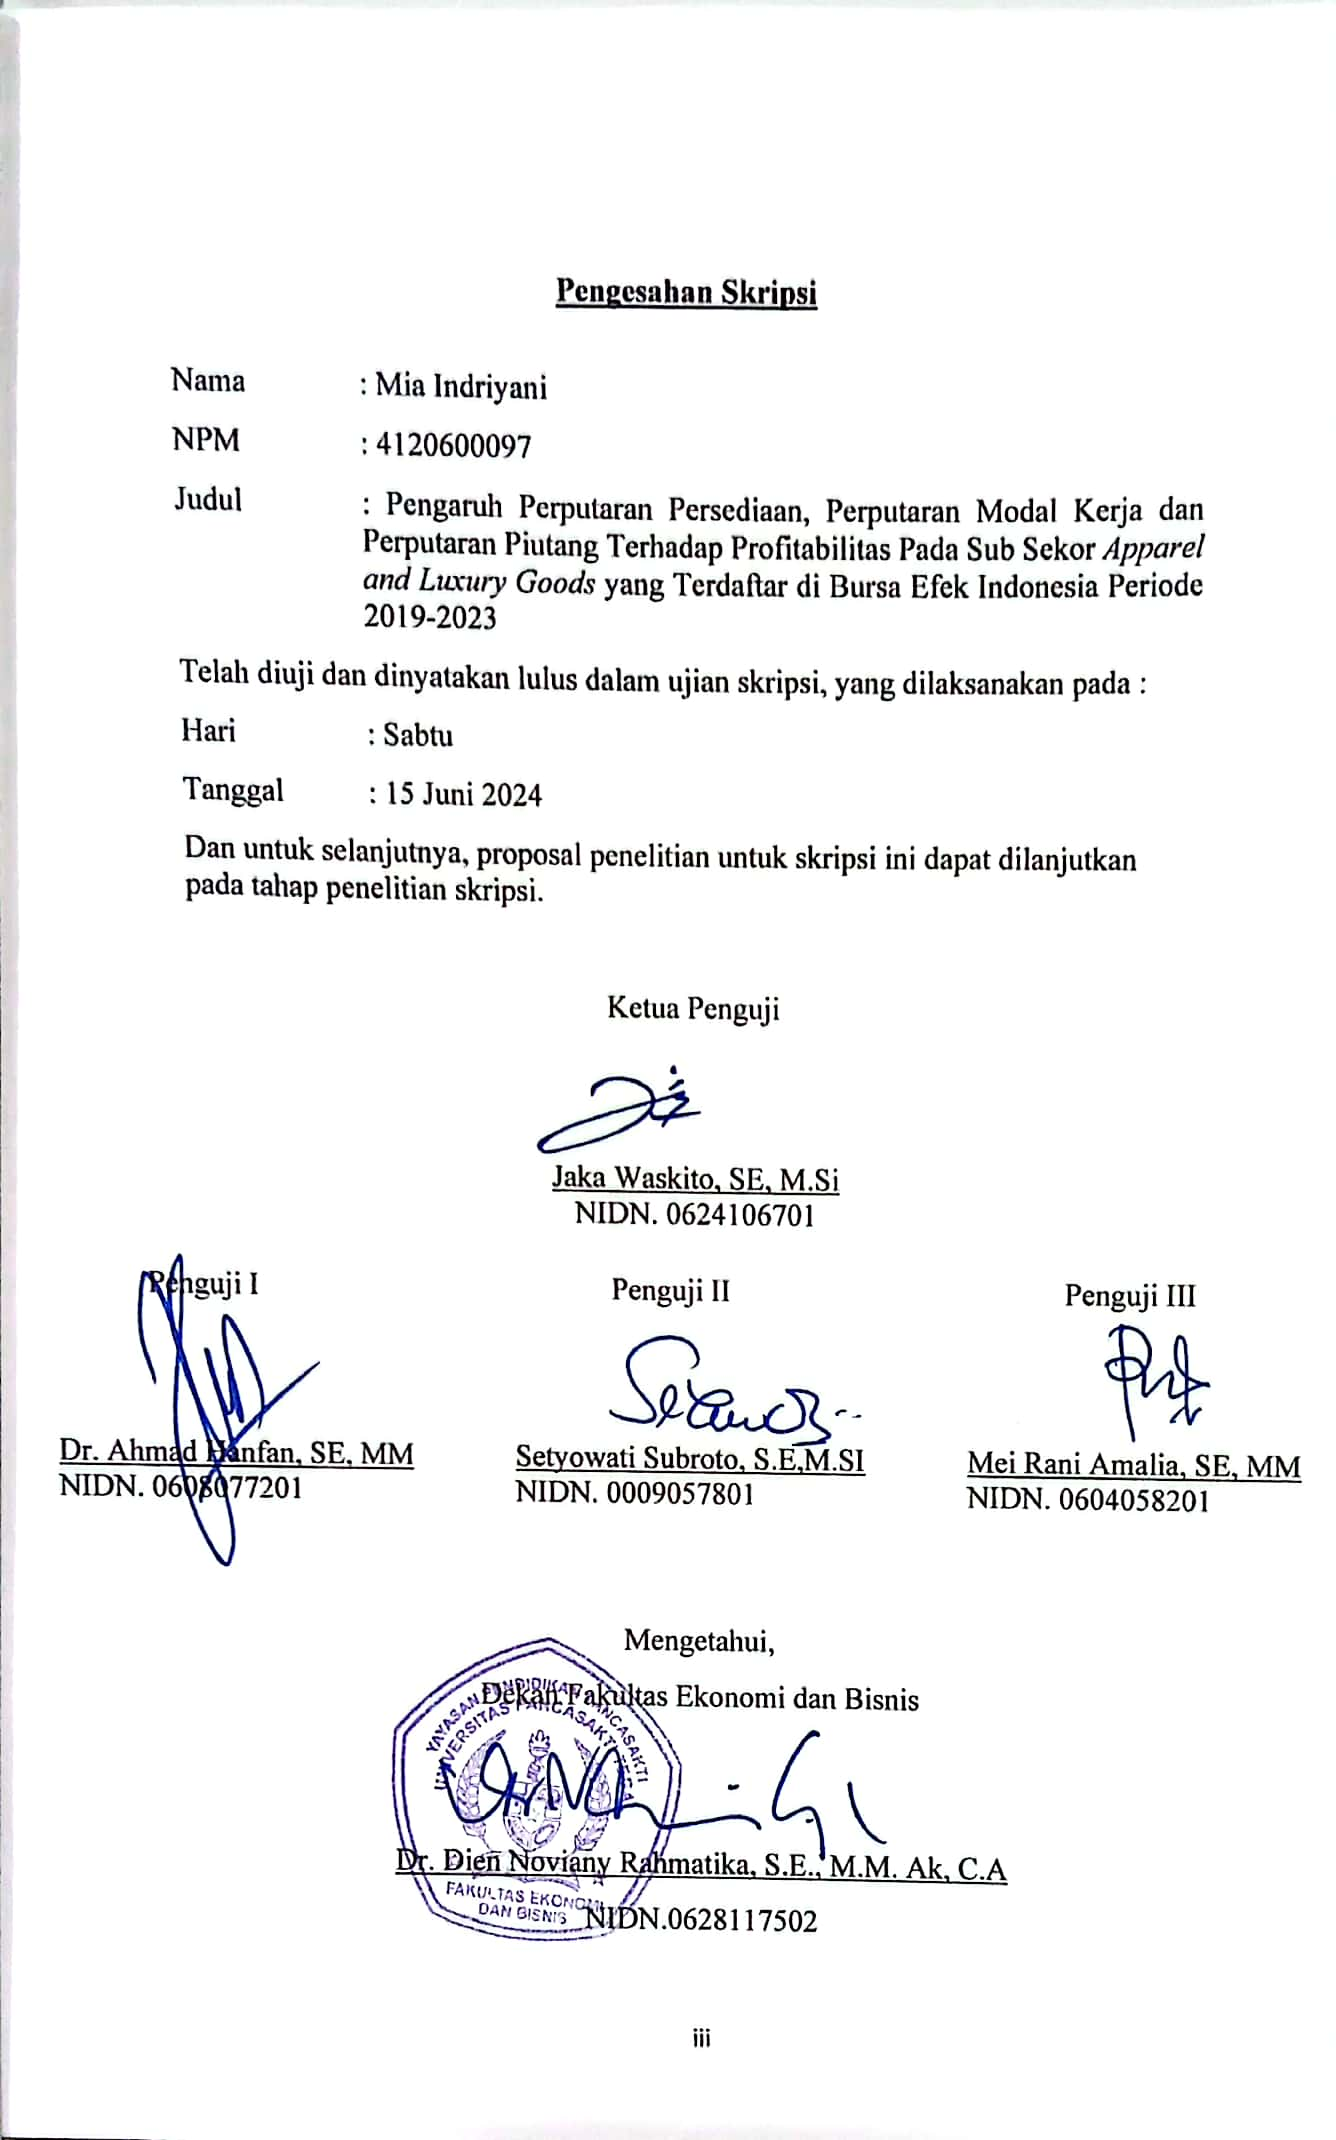 Pengesahan Skripsi
Nama : Mia Indriyani
NPM : 4120600097
Judul : Pengaruh Perputaran Persediaan, Perputaran Modal Kerja dan
Perputaran Piutang Terhadap Profitabilitas Pada Sub Sekor Apparel
and Luxury Goods yang Terdaftar di Bursa Efek Indonesia Periode
2019-2023
Telah diuji dan dinyatakan lulus dalam ujian skripsi, yang dilaksanakan pada :
Hari : Sabtu
Tanggal : 15 Juni 2024
Dan untuk selanjutnya, proposal penelitian untuk skripsi ini dapat dilanjutkan
pada tahap penelitian skripsi.
Ketua Penguji
Jaka Waskito, SE, M.Si
NIDN. 0624106701
Penguji I
Dr. Ahmad Hanfan, SE, MM
NIDN. 0608077201
Penguji II
Setyowati Subroto, S.E,M.SI
NIDN. 0009057801
Penguji III
Mei Rani Amalia, SE, MM
NIDN. 0604058201
Mengetahui,
Dekan Fakultas Ekonomi dan Bisnis
YAYASAN PENDIDIKAN PANCASAKTI
UNIVERSITAS PANCASAKTI TEGAL
Dr. Dien Noviany Rahmatika, S.E., M.M. Ak, C.A
FAKULTAS EKONOMI
DAN BISNIS
NIDN.0628117502
iii